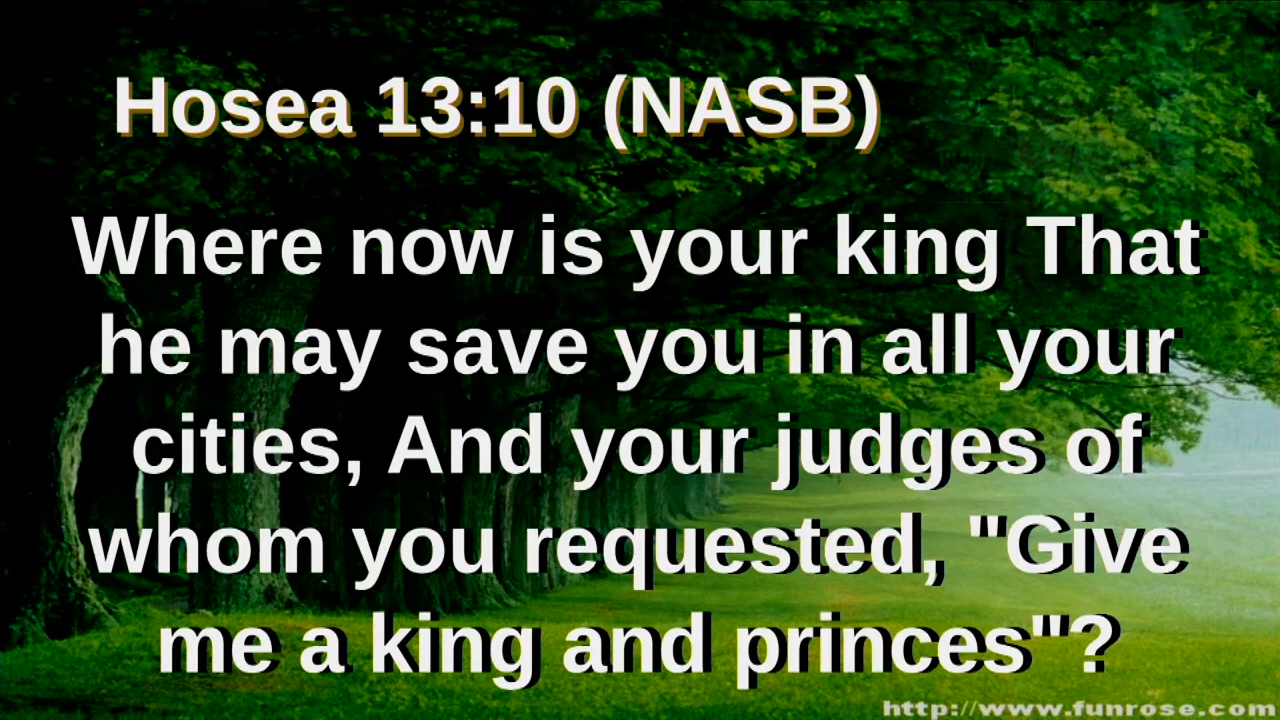 Hosea 13:10 (NASB)
Where now is your king That
he may save you in all your
cities, And your judges of
whom you requested, "Give
me a king and princes"?
http://www.funrose.com